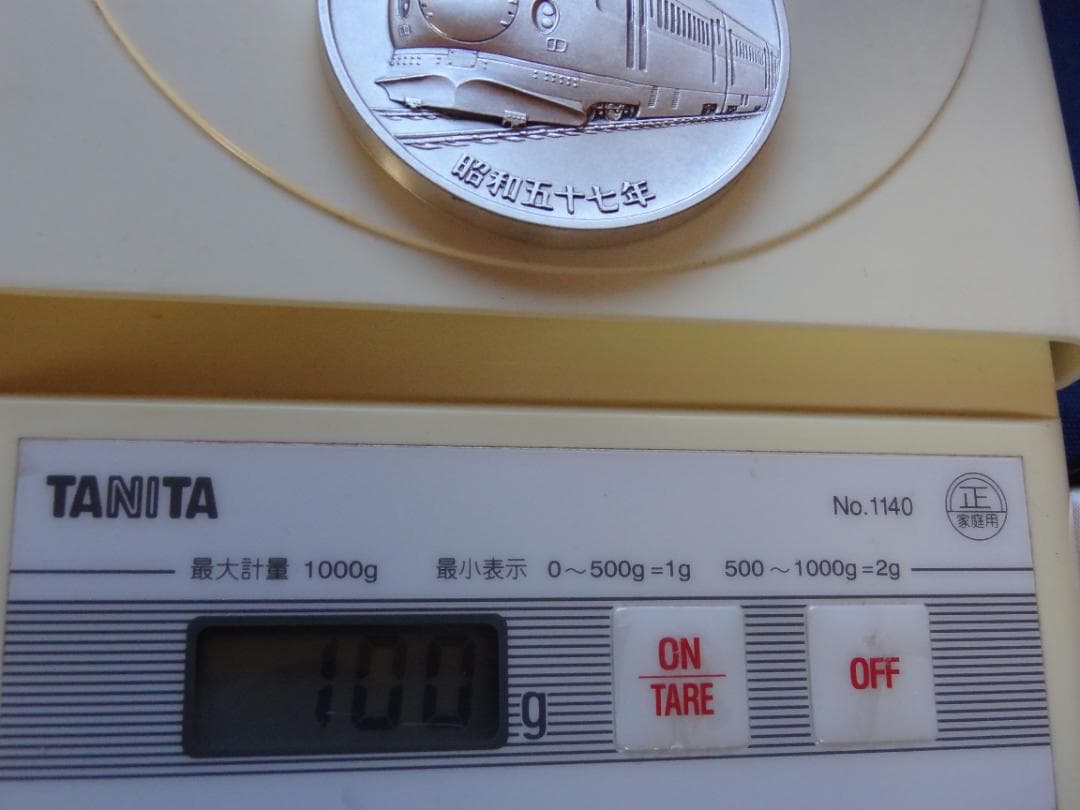 昭和五十七年
TANITA
No.1140
正
家庭用
最大計量 1000g 最小表示 0～500g=1g 500～1000g=2g
100 g
ON
TARE
OFF